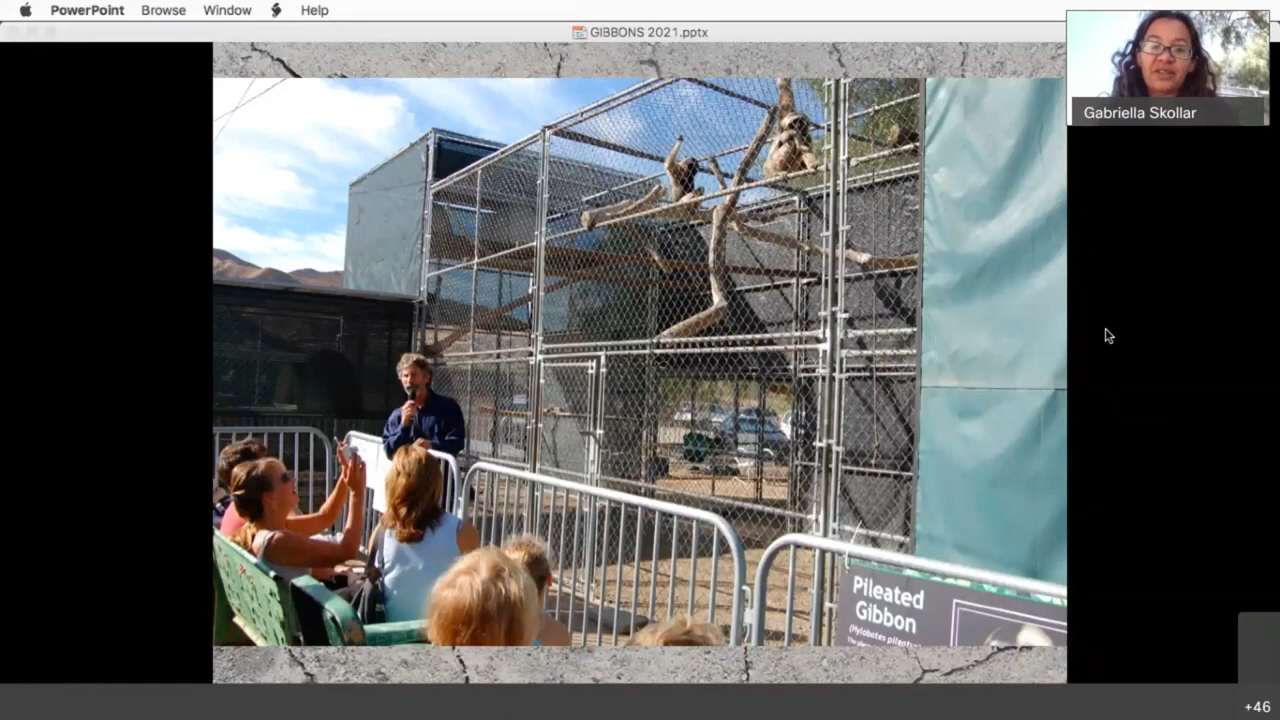 PowerPoint Browse Window Help
GIBBONS 2021.pptx
Gabriella Skollar
Pileated
Gibbon
(Hylobates pileatus
+46